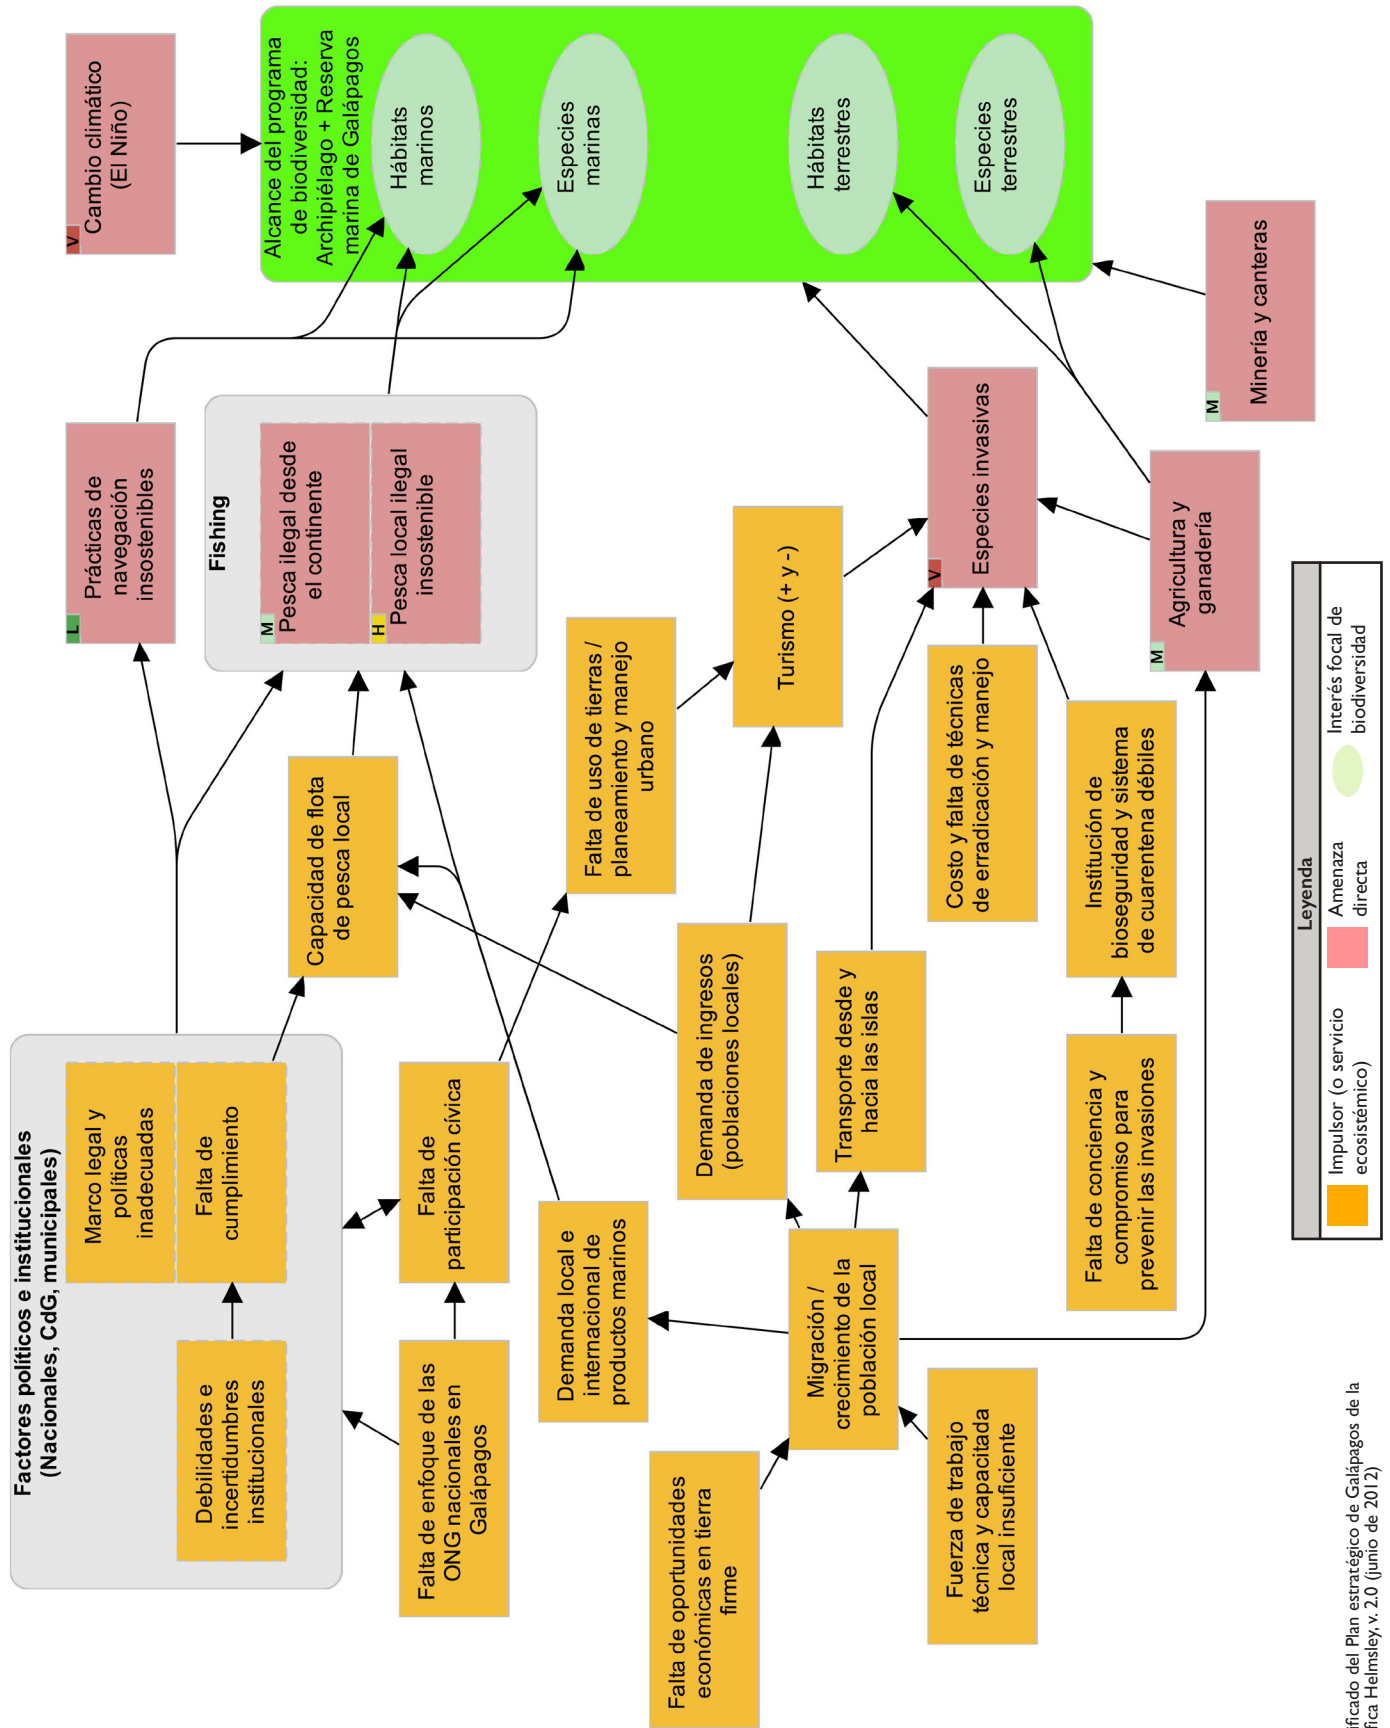 Factores políticos e institucionales
(Nacionales, CdG, municipales)
Debilidades e
incertidumbres
institucionales
Marco legal y
políticas
inadecuadas
Falta de
cumplimiento
Falta de enfoque de las
ONG nacionales en
Galápagos
Falta de
participación cívica
Capacidad de flota
de pesca local
L
Prácticas de
navegación
insostenibles
Fishing
M
Pesca ilegal desde
el continente
H
Pesca local ilegal
insostenible
V
Cambio climático
(El Niño)
Alcance del programa
de biodiversidad:
Archipiélago + Reserva
marina de Galápagos
Hábitats
marinos
Especies
marinas
Hábitats
terrestres
Especies
terrestres
Demanda local e
internacional de
productos marinos
Falta de uso de tierras /
planeamiento y manejo
urbano
Falta de oportunidades
económicas en tierra
firme
Demanda de ingresos
(poblaciones locales)
Turismo (+ y -)
Migración /
crecimiento de la
población local
Transporte desde y
hacia las islas
Fuerza de trabajo
técnica y capacitada
local insuficiente
Costo y falta de técnicas
de erradicación y manejo
V
Especies invasivas
Falta de conciencia y
compromiso para
prevenir las invasiones
Institución de
bioseguridad y sistema
de cuarentena débiles
M
Agricultura y
ganadería
M
Minería y canteras
Leyenda
Impulsor (o servicio
ecosistémico)
Amenaza
directa
Interés focal de
biodiversidad
ificado del Plan estratégico de Galápagos de la
fica Helmsley, v. 2.0 (junio de 2012)